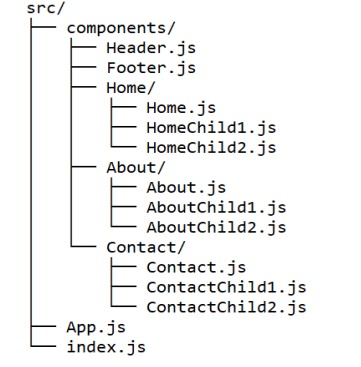 src/
├── components/
│   ├── Header.js
│   ├── Footer.js
│   ├── Home/
│   │   ├── Home.js
│   │   ├── HomeChild1.js
│   │   └── HomeChild2.js
│   ├── About/
│   │   ├── About.js
│   │   ├── AboutChild1.js
│   │   └── AboutChild2.js
│   └── Contact/
│       ├── Contact.js
│       ├── ContactChild1.js
│       └── ContactChild2.js
├── App.js
└── index.js